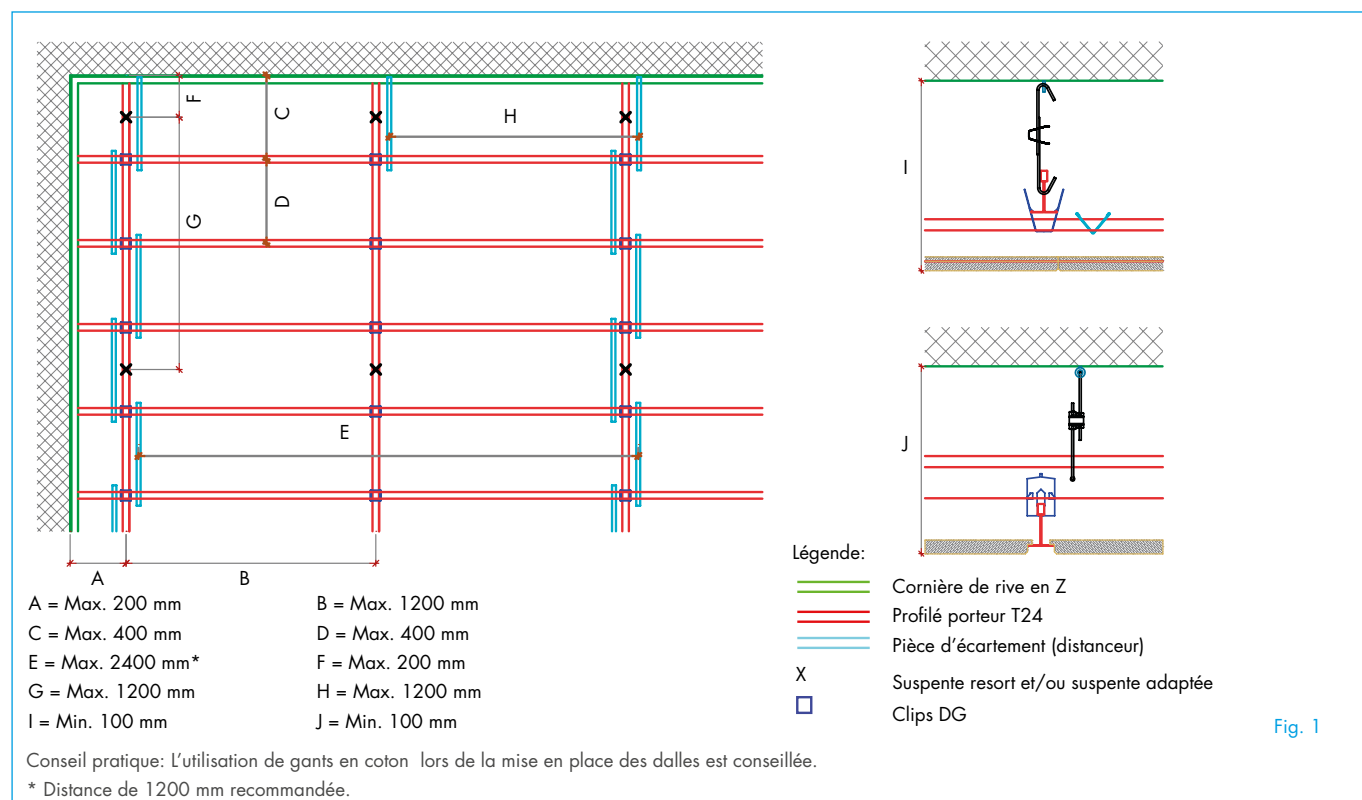 F
C
H
G
D
E
A
B
I
J
A = Max. 200 mm
B = Max. 1200 mm
C = Max. 400 mm
D = Max. 400 mm
E = Max. 2400 mm*
F = Max. 200 mm
G = Max. 1200 mm
H = Max. 1200 mm
I = Min. 100 mm
J = Min. 100 mm
Légende:
Cornière de rive en Z
Profilé porteur T24
Pièce d'écartement (distanceur)
X Suspente resort et/ou suspente adaptée
Clips DG
Fig. 1
Conseil pratique: L'utilisation de gants en coton lors de la mise en place des dalles est conseillée.
* Distance de 1200 mm recommandée.